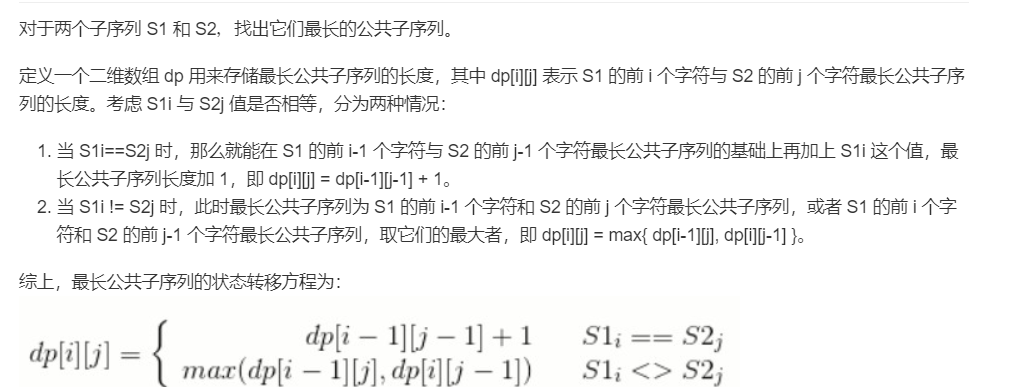 对于两个子序列 S1 和 S2，找出它们最长的公共子序列。
定义一个二维数组 dp 用来存储最长公共子序列的长度，其中 dp[i][j] 表示 S1 的前 i 个字符与 S2 的前 j 个字符最长公共子序
列的长度。考虑 S1i 与 S2j 值是否相等，分为两种情况：
1. 当 S1i==S2j 时，那么就能在 S1 的前 i-1 个字符与 S2 的前 j-1 个字符最长公共子序列的基础上再加上 S1i 这个值，最
长公共子序列长度加 1，即 dp[i][j] = dp[i-1][j-1] + 1。
2. 当 S1i != S2j 时，此时最长公共子序列为 S1 的前 i-1 个字符和 S2 的前 j 个字符最长公共子序列，或者 S1 的前 i 个字
符和 S2 的前 j-1 个字符最长公共子序列，取它们的最大者，即 dp[i][j] = max{ dp[i-1][j], dp[i][j-1] }。
综上，最长公共子序列的状态转移方程为：
dp[i][j] = { dp[i − 1][j − 1] + 1 S1i == S2j
max(dp[i − 1][j], dp[i][j − 1]) S1i <> S2j